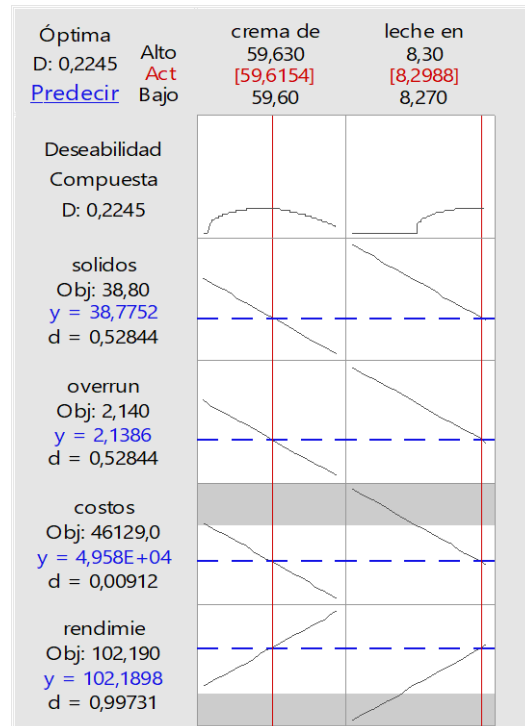 Óptima
D: 0,2245
Predecir
Alto
Act
Bajo
crema de
59,630
[59,6154]
59,60
leche en
8,30
[8,2988]
8,270
Deseabilidad
Compuesta
D: 0,2245
solidos
Obj: 38,80
y = 38,7752
d = 0,52844
overrun
Obj: 2,140
y = 2,1386
d = 0,52844
costos
Obj: 46129,0
y = 4,958E+04
d = 0,00912
rendimie
Obj: 102,190
y = 102,1898
d = 0,99731